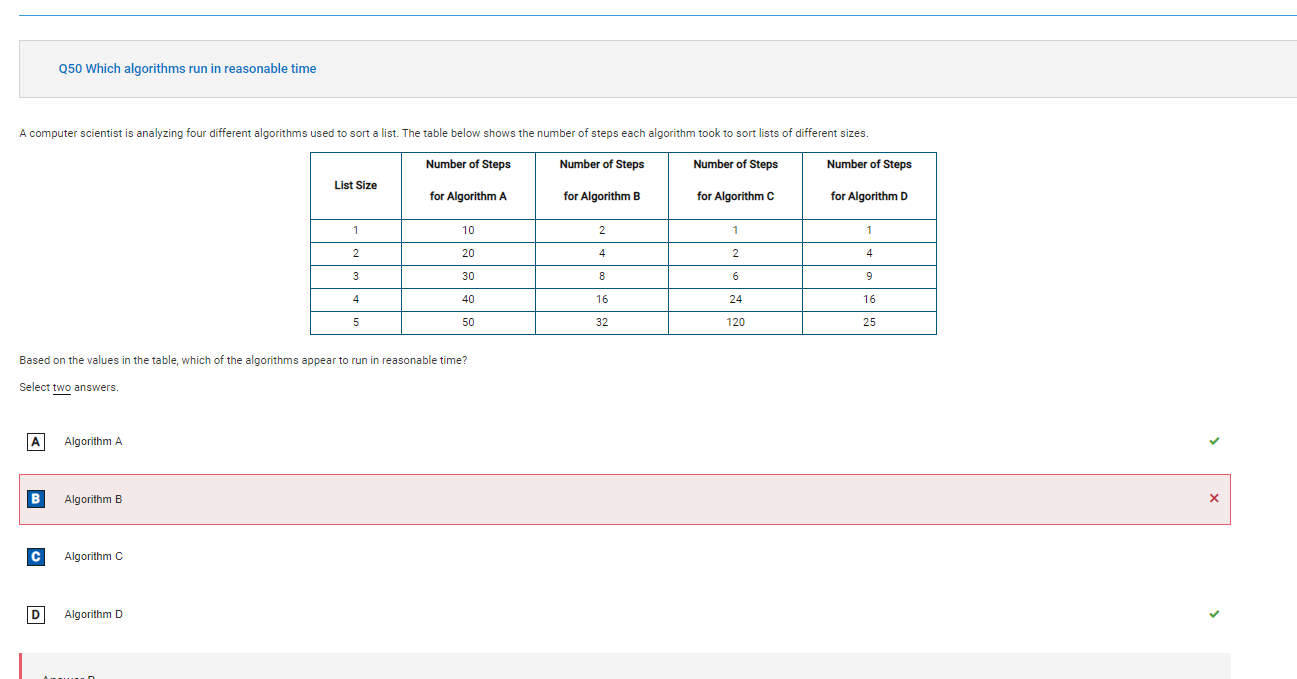 Q50 Which algorithms run in reasonable time
A computer scientist is analyzing four different algorithms used to sort a list. The table below shows the number of steps each algorithm took to sort lists of different sizes.
List Size Number of Steps for Algorithm A Number of Steps for Algorithm B Number of Steps for Algorithm C Number of Steps for Algorithm D
1 10 2 1 1
2 20 4 2 4
3 30 8 6 9
4 40 16 24 16
5 50 32 120 25
Based on the values in the table, which of the algorithms appear to run in reasonable time?
Select two answers.
A Algorithm A
B Algorithm B
C Algorithm C
D Algorithm D